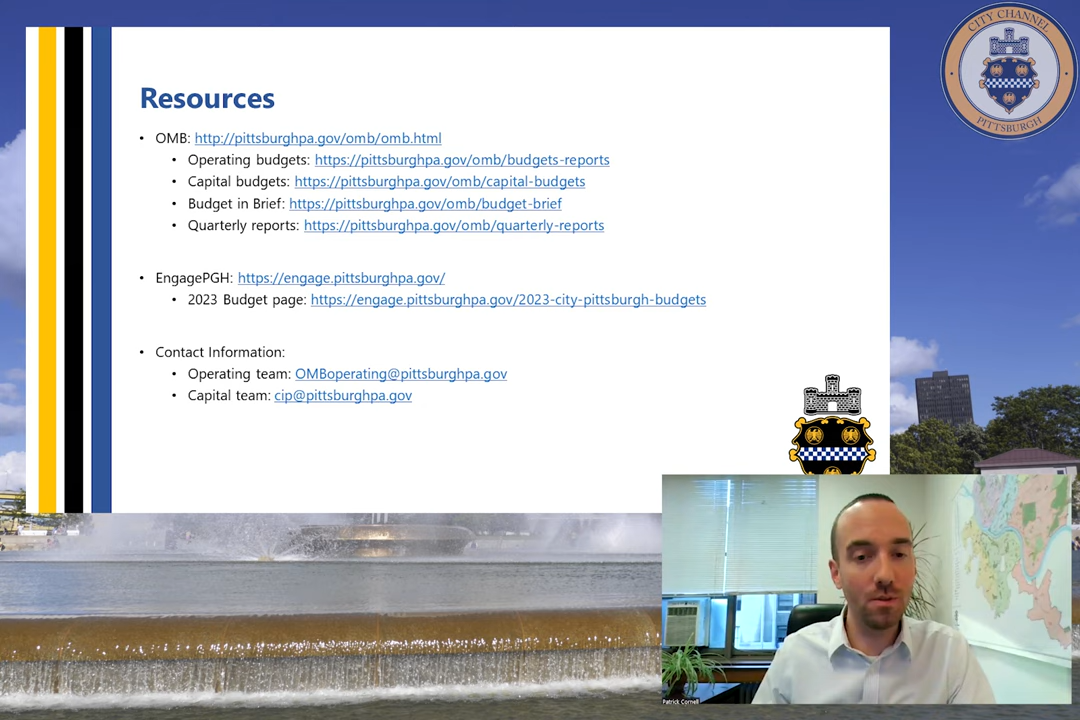 CITY CHANNEL
PITTSBURGH
Resources
• OMB: http://pittsburghpa.gov/omb/omb.html
• Operating budgets: https://pittsburghpa.gov/omb/budgets-reports
• Capital budgets: https://pittsburghpa.gov/omb/capital-budgets
• Budget in Brief: https://pittsburghpa.gov/omb/budget-brief
• Quarterly reports: https://pittsburghpa.gov/omb/quarterly-reports
• EngagePGH: https://engage.pittsburghpa.gov/
• 2023 Budget page: https://engage.pittsburghpa.gov/2023-city-pittsburgh-budgets
• Contact Information:
• Operating team: OMBoperating@pittsburghpa.gov
• Capital team: cip@pittsburghpa.gov
Patrick Cornell